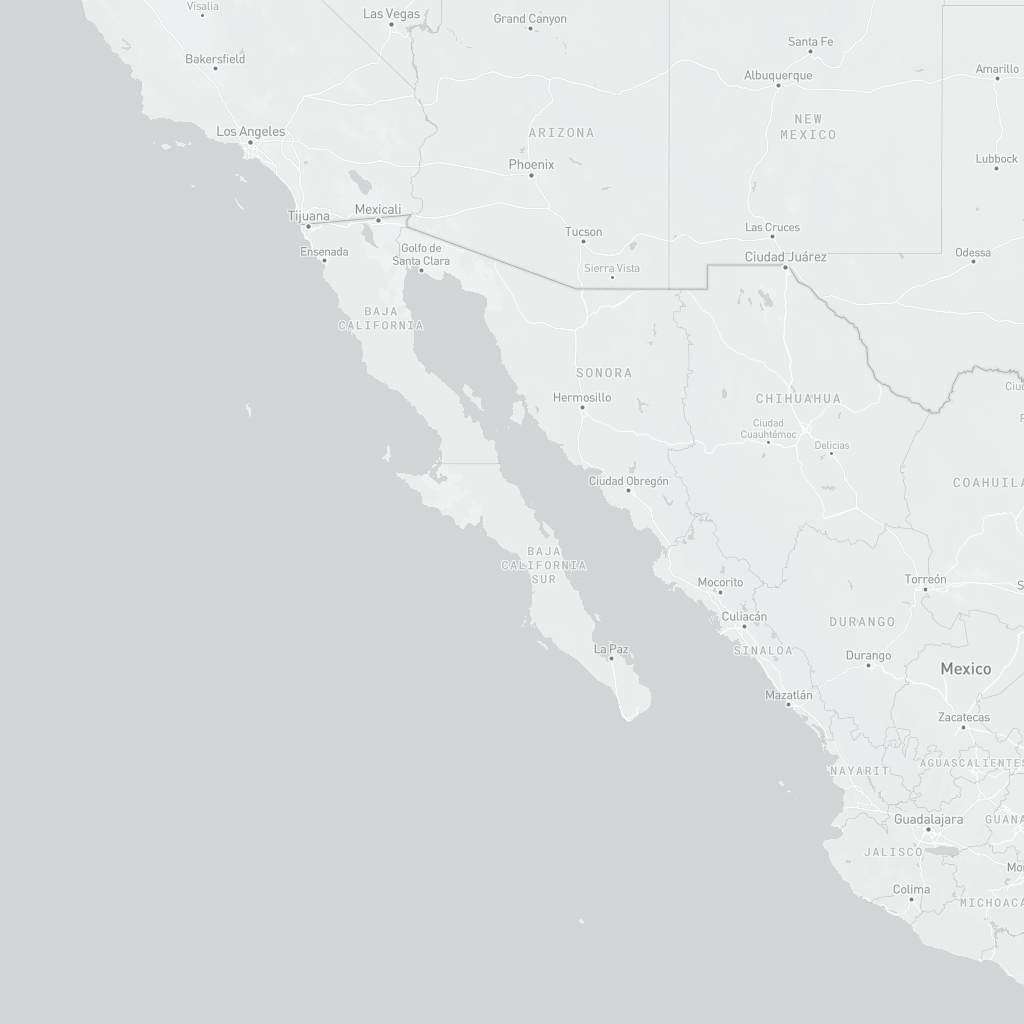 Visalia
Las Vegas
Grand Canyon
Santa Fe
Bakersfield
Albuquerque
Amarillo
Los Angeles
ARIZONA
NEW
MEXICO
Phoenix
Lubbock
Tijuana
Mexicali
Tucson
Las Cruces
Ensenada
Golfo de
Santa Clara
Sierra Vista
Ciudad Juárez
Odessa
BAJA
CALIFORNIA
SONORA
Hermosillo
CHIHUAHUA
Ciudad
Cuauhtémoc
Delicias
Ciudad Obregón
COAHUILA
BAJA
CALIFORNIA
SUR
Mocorito
Torreón
Culiacán
DURANGO
SINALOA
La Paz
Durango
Mexico
Mazatlán
Zacatecas
NAYARIT
AGUASCALIENTES
Guadalajara
GUANA
JALISCO
Colima
MICHOACA